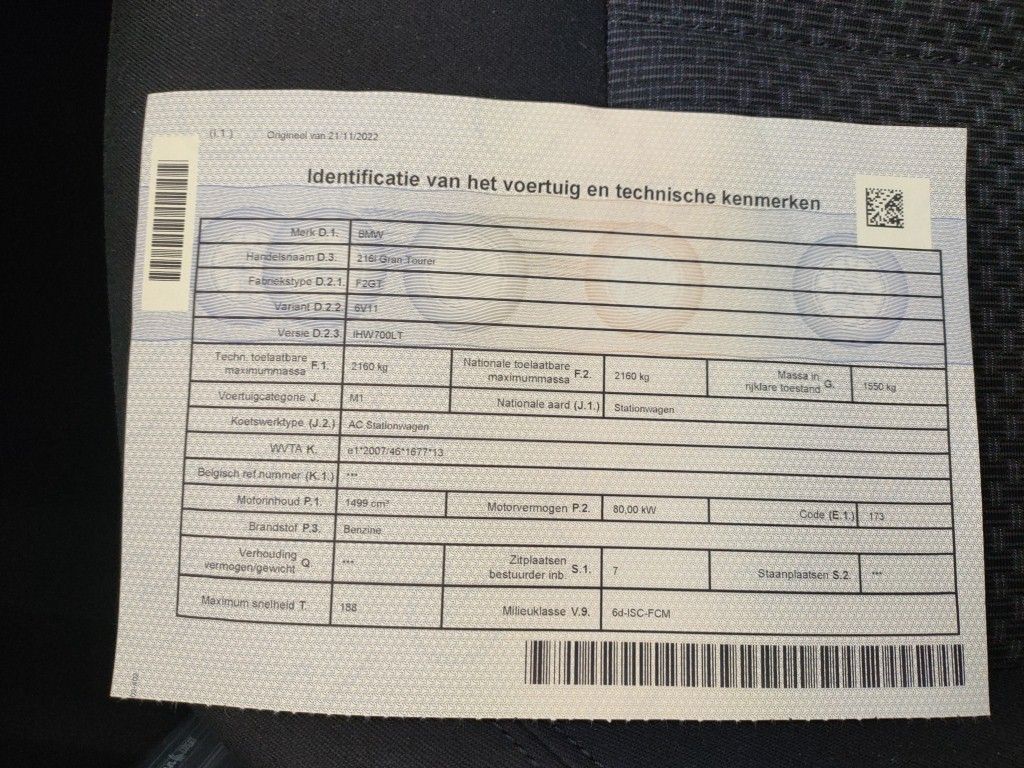 (I.1.) Origineel van 21/11/2022
Identificatie van het voertuig en technische kenmerken
Merk D.1. BMW
Handelsnaam D.3. 216i Gran Tourer
Fabriekstype D.2.1. F2GT
Variant D.2.2 6V11
Versie D.2.3 IHW700LT
Techn. toelaatbare maximummassa F.1. 2160 kg Nationale toelaatbare maximummassa F.2. 2160 kg Massa in rijklare toestand G. 1550 kg
Voertuigcategorie J. M1 Nationale aard (J.1.) Stationwagen
Koetswerktype (J.2.) AC Stationwagen
WVTA K. e1*2007/46*1677*13
Belgisch ref.nummer (K.1.) ***
Motorinhoud P.1. 1499 cm³ Motorvermogen P.2. 80,00 kW Code (E.1.) 173
Brandstof P.3. Benzine
Verhouding vermogen/gewicht Q. *** Zitplaatsen bestuurder inb. S.1. 7 Staanplaatsen S.2. ***
Maximum snelheid T. 188 Milieuklasse V.9. 6d-ISC-FCM